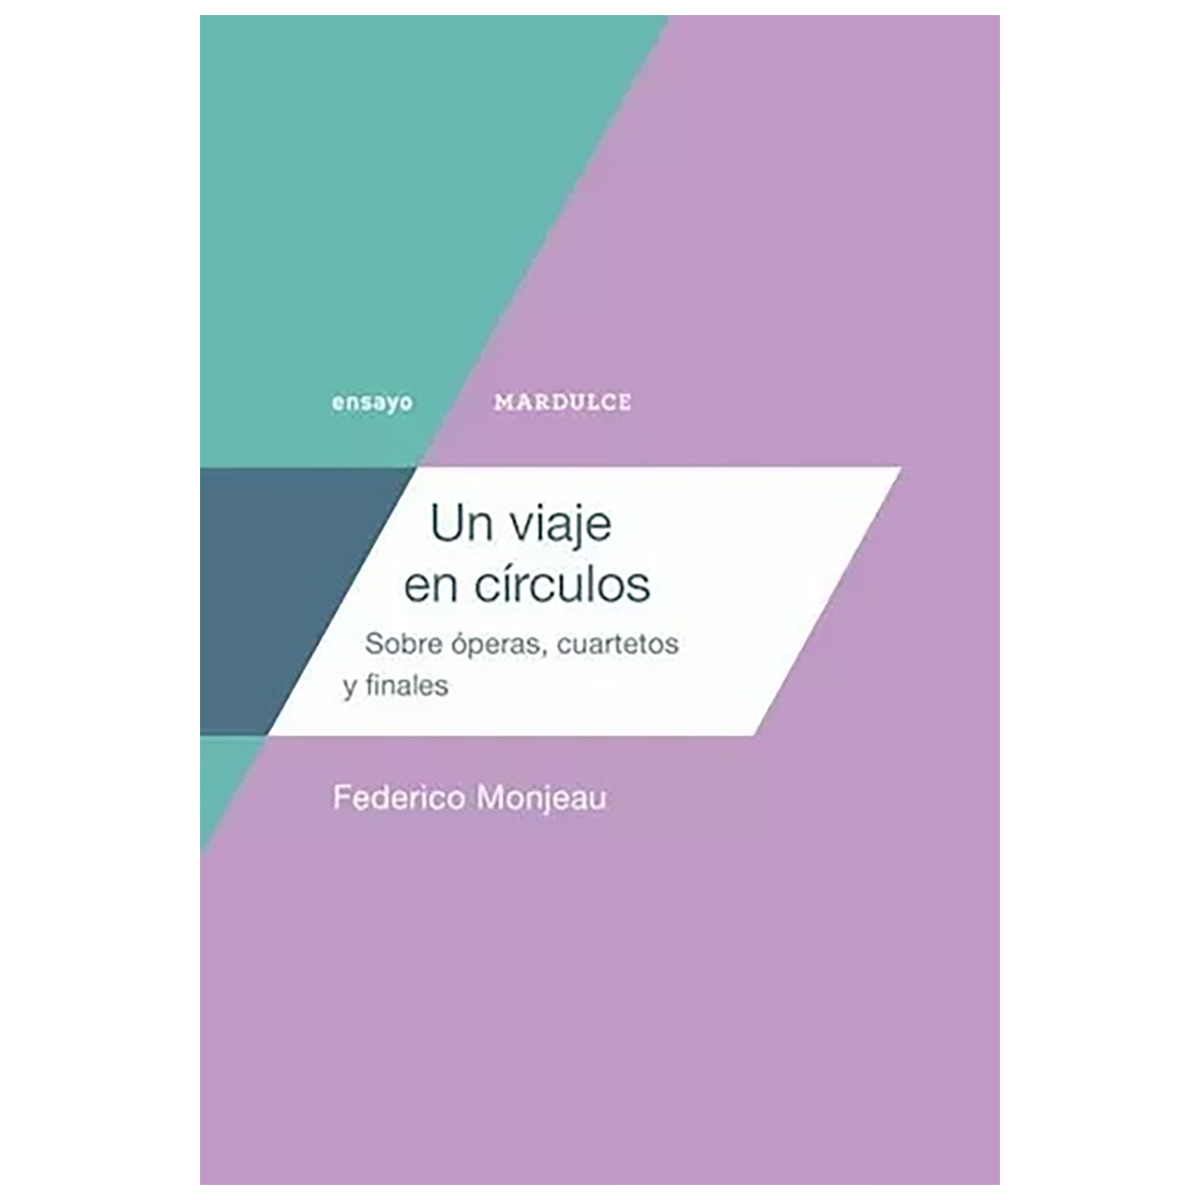 ensayo MARDULCE
Un viaje
en círculos
Sobre óperas, cuartetos
y finales
Federico Monjeau